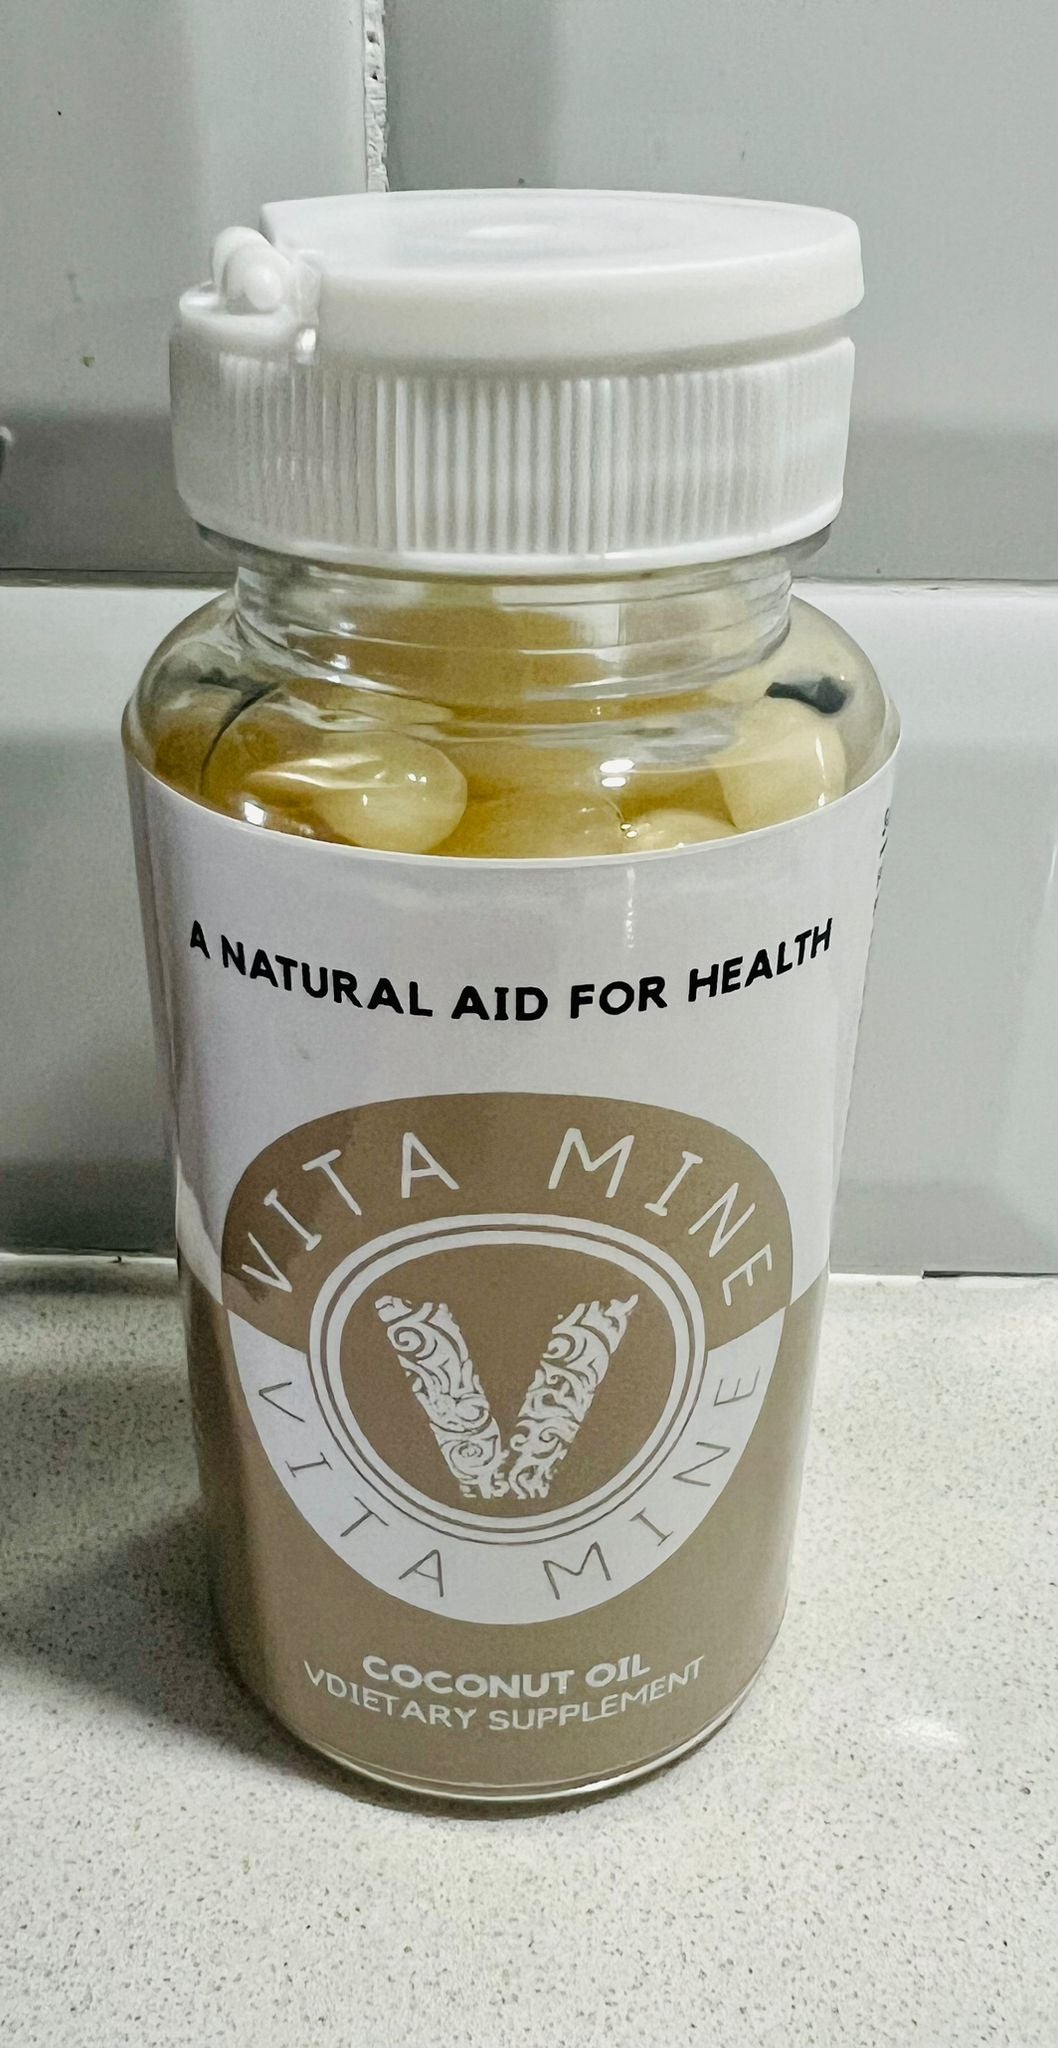 A NATURAL AID FOR HEALTH
VITA MINE
V
VITA MINE
COCONUT OIL
VDIETARY SUPPLEMENT